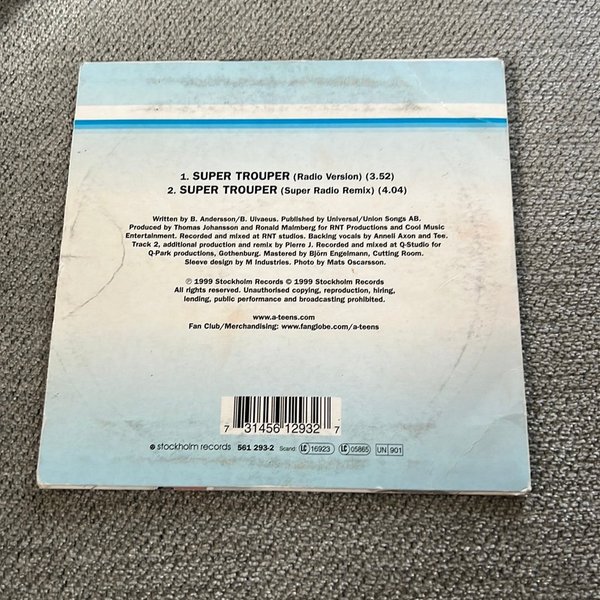 1. SUPER TROUPER (Radio Version) (3.52)
2. SUPER TROUPER (Super Radio Remix) (4.04)
Written by B. Andersson/B. Ulvaeus. Published by Universal/Union Songs AB.
Produced by Thomas Johansson and Ronald Malmberg for RNT Productions and Cool Music
Entertainment. Recorded and mixed at RNT studios. Backing vocals by Anneli Axon and Tee.
Track 2, additional production and remix by Pierre J. Recorded and mixed at Q-Studio for
Q-Park productions, Gothenburg. Mastered by Björn Engelmann, Cutting Room.
Sleeve design by M Industries. Photo by Mats Oscarsson.
℗ 1999 Stockholm Records © 1999 Stockholm Records
All rights reserved. Unauthorised copying, reproduction, hiring,
lending, public performance and broadcasting prohibited.
www.a-teens.com
Fan Club/Merchandising: www.fanglobe.com/a-teens
7 31456 12932 7
stockholm records 561 293-2 Scand: LC 16923 LC 05865 UN 901